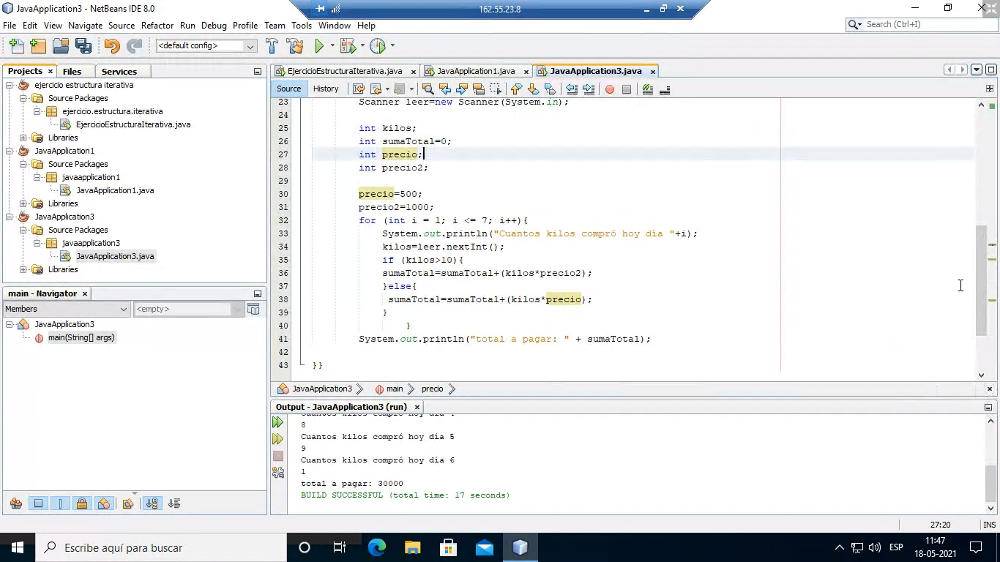 JavaApplication3 - NetBeans IDE 8.0
162.55.23.8
File Edit View Navigate Source Refactor Run Debug Profile Team Tools Window Help
Search (Ctrl+I)
<default config>
Projects Files Services
ejercicio estructura iterativa
Source Packages
ejercicio.estructura.iterativa
EjercicioEstructuraIterativa.java
Libraries
JavaApplication1
Source Packages
javaapplication1
JavaApplication1.java
Libraries
JavaApplication3
Source Packages
javaapplication3
JavaApplication3.java
Libraries
main - Navigator
Members
<empty>
JavaApplication3
main(String[] args)
EjercicioEstructuraIterativa.java JavaApplication1.java JavaApplication3.java
Source History
23 Scanner leer=new Scanner(System.in);
24
25 int kilos;
26 int sumaTotal=0;
27 int precio;
28 int precio2;
29
30 precio=500;
31 precio2=1000;
32 for (int i = 1; i <= 7; i++){
33 System.out.println("Cuantos kilos compró hoy día "+i);
34 kilos=leer.nextInt();
35 if (kilos>10){
36 sumaTotal=sumaTotal+(kilos*precio2);
37 }else{
38 sumaTotal=sumaTotal+(kilos*precio);
39 }
40 }
41 System.out.println("total a pagar: " + sumaTotal);
42
43 }}
JavaApplication3 main precio
Output - JavaApplication3 (run)
8
Cuantos kilos compró hoy día 5
9
Cuantos kilos compró hoy día 6
1
total a pagar: 30000
BUILD SUCCESSFUL (total time: 17 seconds)
27:20 INS
Escribe aquí para buscar
ESP
11:47
18-05-2021